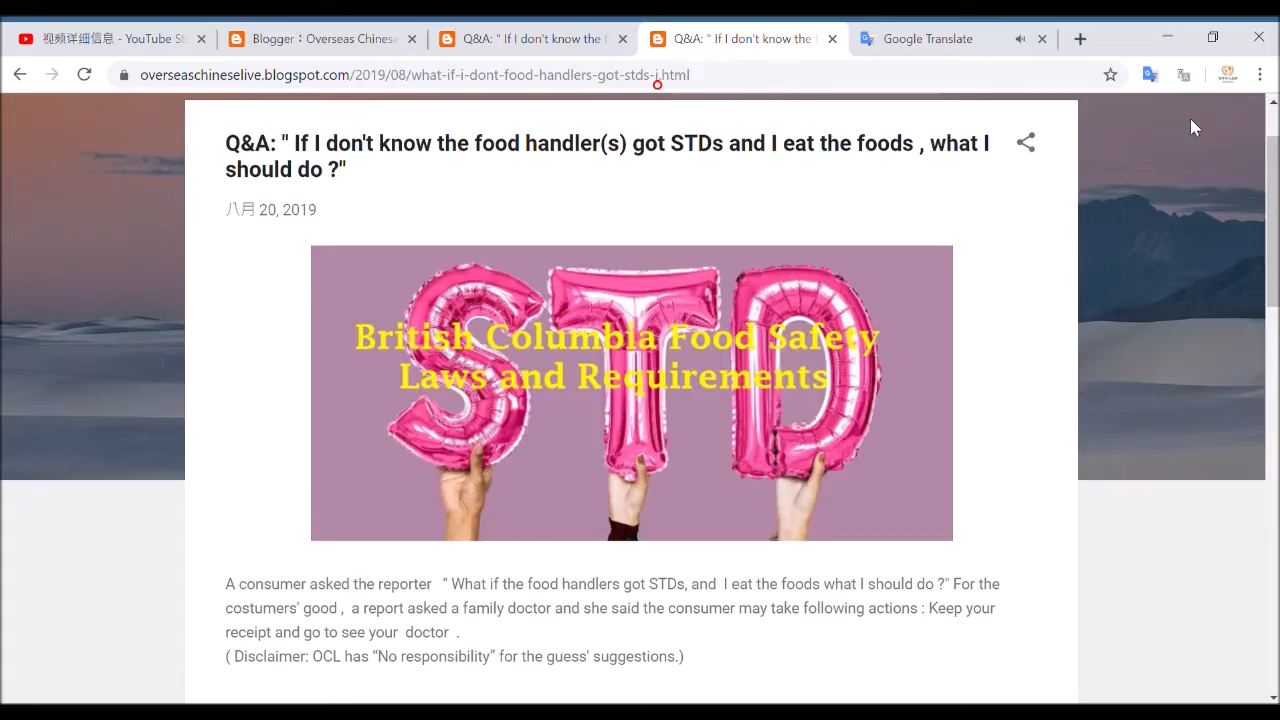 视频详细信息 - YouTube St
Blogger：Overseas Chinese
Q&A: " If I don't know the f
Q&A: " If I don't know the f
Google Translate
overseaschineselive.blogspot.com/2019/08/what-if-i-dont-food-handlers-got-stds-i.html
Q&A: " If I don't know the food handler(s) got STDs and I eat the foods , what I
should do ?"
八月 20, 2019
STD
British Columbia Food Safety
Laws and Requirements
A consumer asked the reporter " What if the food handlers got STDs, and I eat the foods what I should do ?" For the
costumers' good , a report asked a family doctor and she said the consumer may take following actions : Keep your
receipt and go to see your doctor .
( Disclaimer: OCL has “No responsibility” for the guess' suggestions.)